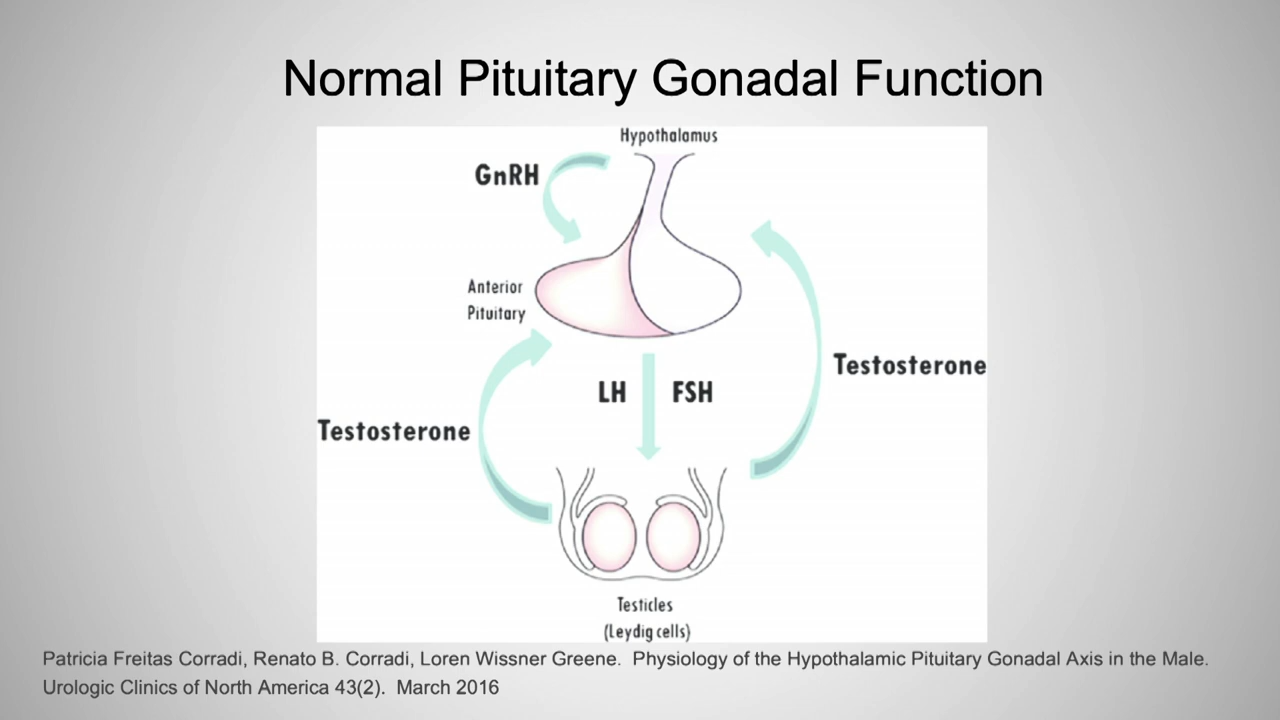 Normal Pituitary Gonadal Function
Hypothalamus
GnRH
Anterior
Pituitary
LH FSH
Testosterone
Testosterone
Testicles
(Leydig cells)
Patricia Freitas Corradi, Renato B. Corradi, Loren Wissner Greene. Physiology of the Hypothalamic Pituitary Gonadal Axis in the Male.
Urologic Clinics of North America 43(2). March 2016